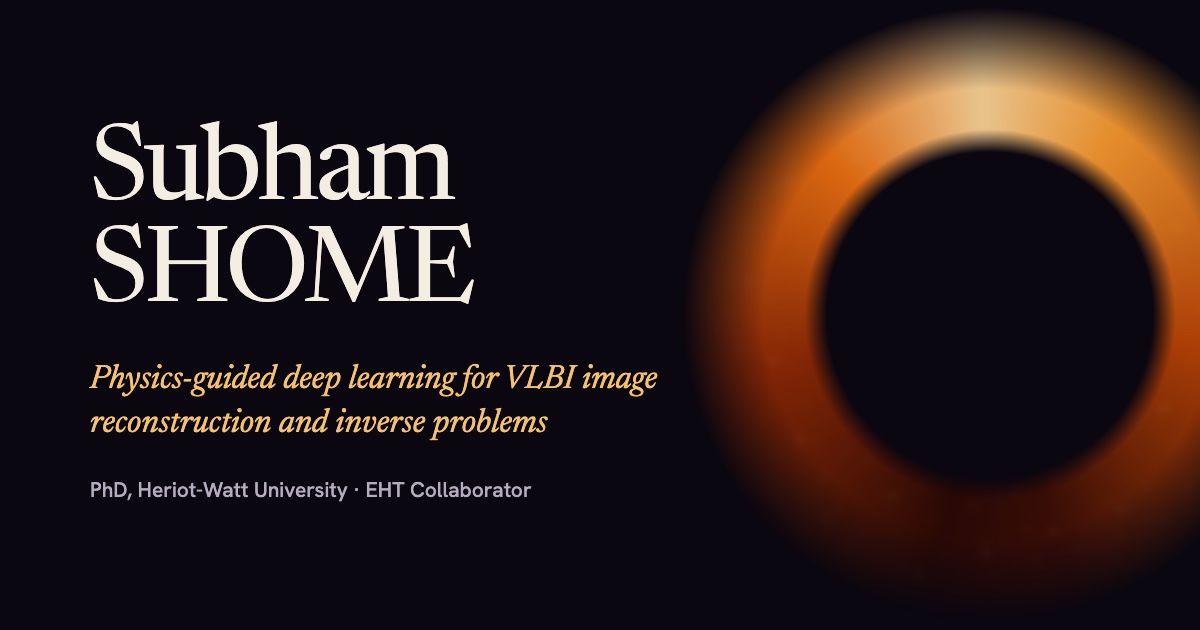 Subham
SHOME
Physics-guided deep learning for VLBI image
reconstruction and inverse problems
PhD, Heriot-Watt University · EHT Collaborator